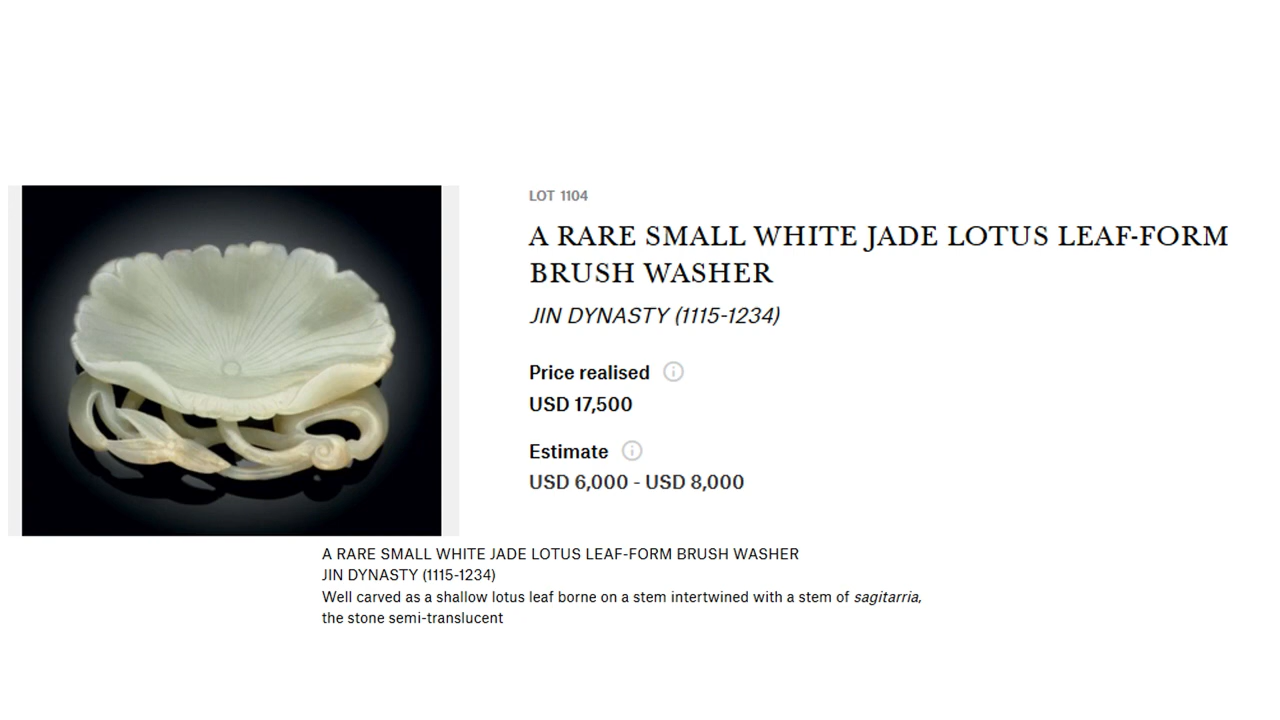 LOT 1104
A RARE SMALL WHITE JADE LOTUS LEAF-FORM
BRUSH WASHER
JIN DYNASTY (1115-1234)
Price realised
USD 17,500
Estimate
USD 6,000 - USD 8,000
A RARE SMALL WHITE JADE LOTUS LEAF-FORM BRUSH WASHER
JIN DYNASTY (1115-1234)
Well carved as a shallow lotus leaf borne on a stem intertwined with a stem of sagitarria,
the stone semi-translucent